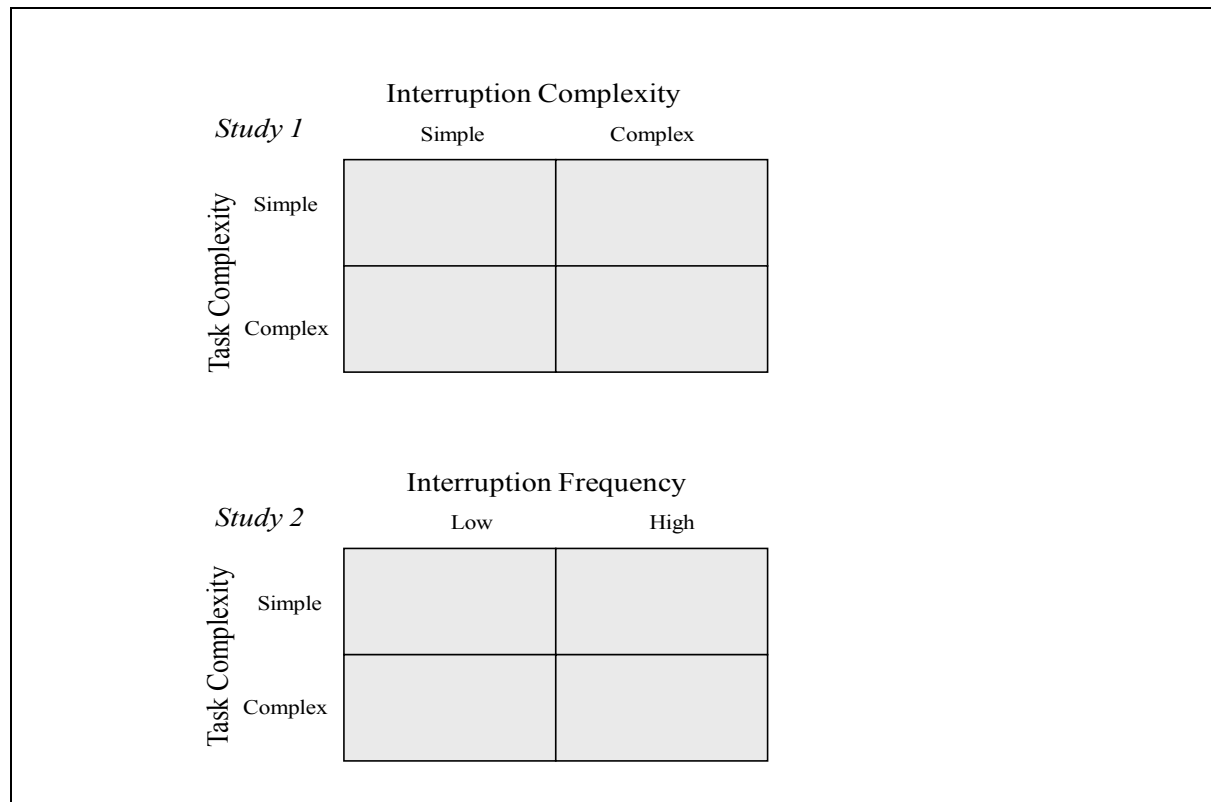 Interruption Complexity
Study 1
Simple Complex
Task Complexity
Simple
Complex
Interruption Frequency
Study 2
Low High
Task Complexity
Simple
Complex